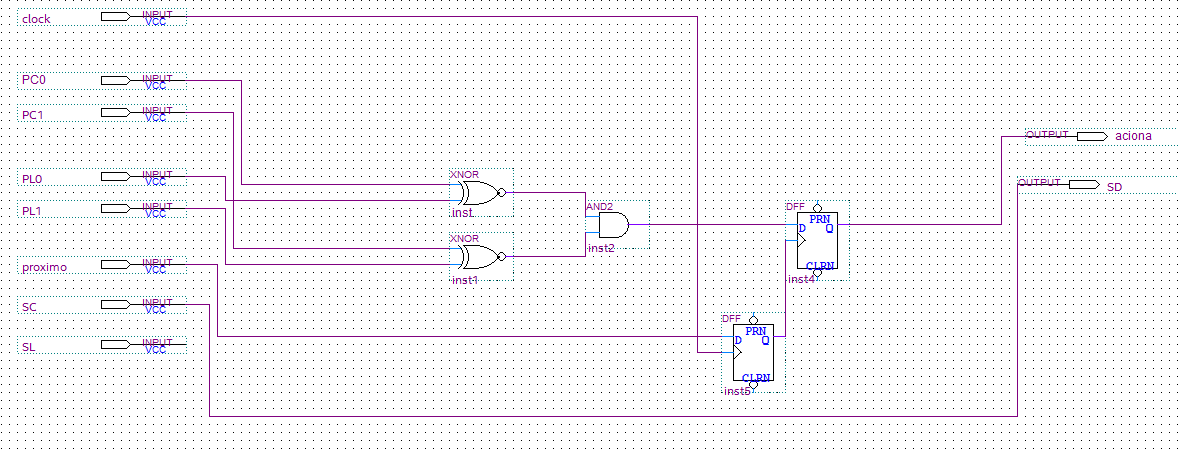 clock INPUT
VCC
PC0 INPUT
VCC
PC1 INPUT
VCC
OUTPUT aciona
PL0 INPUT
VCC
XNOR
inst
OUTPUT SD
PL1 INPUT
VCC
AND2
inst2
DFF
PRN
D Q
CLRN
inst4
XNOR
inst1
proximo INPUT
VCC
SC INPUT
VCC
SL INPUT
VCC
DFF
PRN
D Q
CLRN
inst5